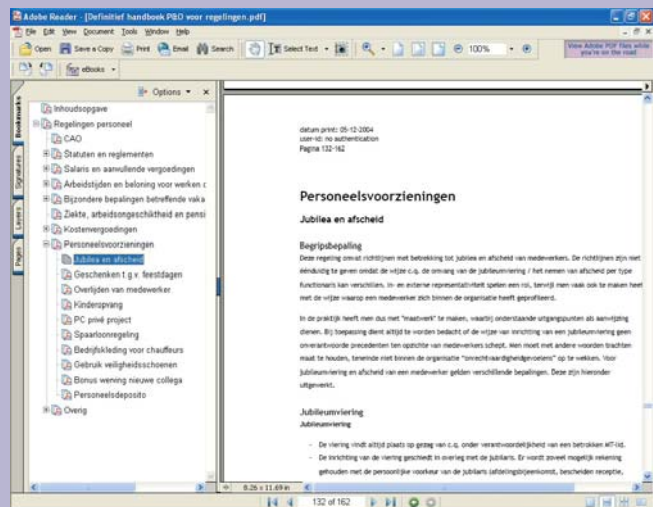 Adobe Reader - [Definitief handboek P&O voor regelingen.pdf]
File Edit View Document Tools Window Help
Open Save a Copy Print Email Search Select Text 100% View Adobe PDF files while
you're on the road
eBooks
Options
Bookmarks
Signatures
Layers
Pages
Inhoudsopgave
Regelingen personeel
CAO
Statuten en reglementen
Salaris en aanvullende vergoedingen
Arbeidstijden en beloning voor werken c
Bijzondere bepalingen betreffende vaka
Ziekte, arbeidsongeschiktheid en pensi
Kostenvergoedingen
Personeelsvoorzieningen
Jubilea en afscheid
Geschenken t.g.v. feestdagen
Overlijden van medewerker
Kinderopvang
PC privé project
Spaarloonregeling
Bedrijfskleding voor chauffeurs
Gebruik veiligheidsschoenen
Bonus werving nieuwe collega
Personeelsdeposito
Overig
datum print: 05-12-2004
user-id: no authentication
Pagina 132-162
Personeelsvoorzieningen
Jubilea en afscheid
Begripsbepaling
Deze regeling omvat richtlijnen met betrekking tot jubilea en afscheid van medewerkers. De richtlijnen zijn niet
éénduidig te geven omdat de wijze c.q. de omvang van de jubileumviering / het nemen van afscheid per type
functionaris kan verschillen. In- en externe representativiteit spelen een rol, terwijl men vaak ook te maken heeft
met de wijze waarop een medewerker zich binnen de organisatie heeft geprofileerd.
In de praktijk heeft men dus met "maatwerk" te maken, waarbij onderstaande uitgangspunten als aanwijzing
dienen. Bij toepassing dient altijd te worden bedacht of de wijze van inrichting van een jubileumviering geen
onverantwoorde precedenten ten opzichte van medewerkers schept. Men moet met andere woorden trachten
maat te houden, teneinde niet binnen de organisatie "onrechtvaardigheidgevoelens" op te wekken. Voor
jubileumviering en afscheid van een medewerker gelden verschillende bepalingen. Deze zijn hieronder
uitgewerkt.
Jubileumviering
Jubileumviering
- De viering vindt altijd plaats op gezag van c.q. onder verantwoordelijkheid van een betrokken MT-lid.
- De inrichting van de viering geschiedt in overleg met de jubilaris. Er wordt zoveel mogelijk rekening
gehouden met de persoonlijke voorkeur van de jubilaris (afdelingsbijeenkomst, bescheiden receptie,
8.26 x 11.69 in
132 of 162